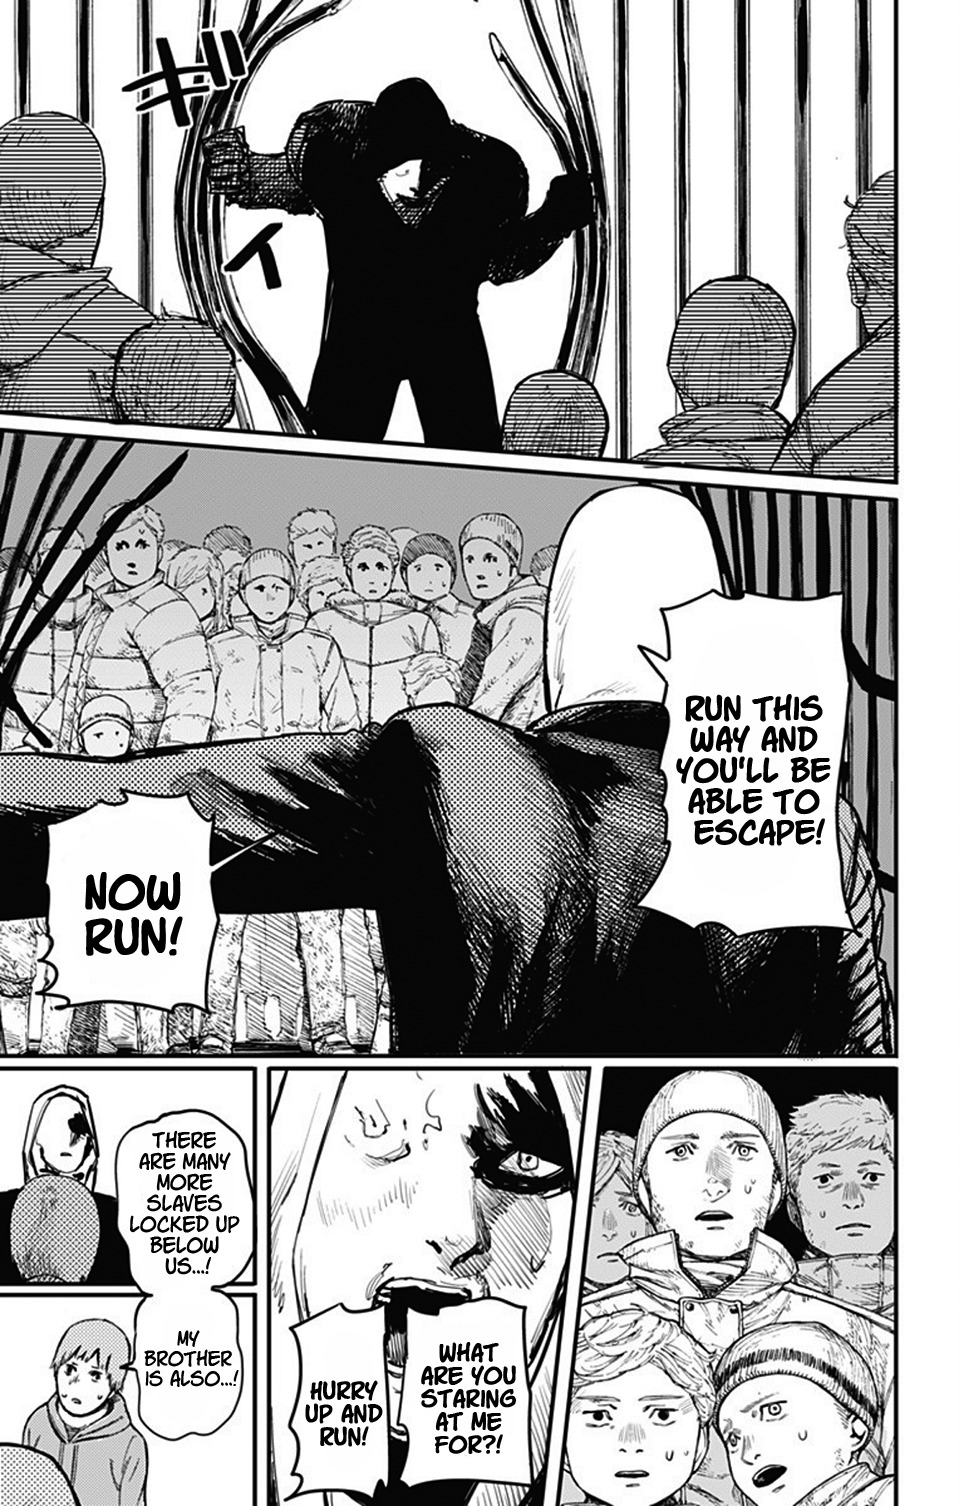 ギギ
イ
RUN THIS
WAY AND
YOU'LL BE
ABLE TO
ESCAPE!
NOW
RUN!
WHAT
ARE YOU
STARING
AT ME
FOR?!
HURRY
UP AND
RUN!
THERE
ARE MANY
MORE
SLAVES
LOCKED UP
BELOW
US...!
MY
BROTHER
IS ALSO...!